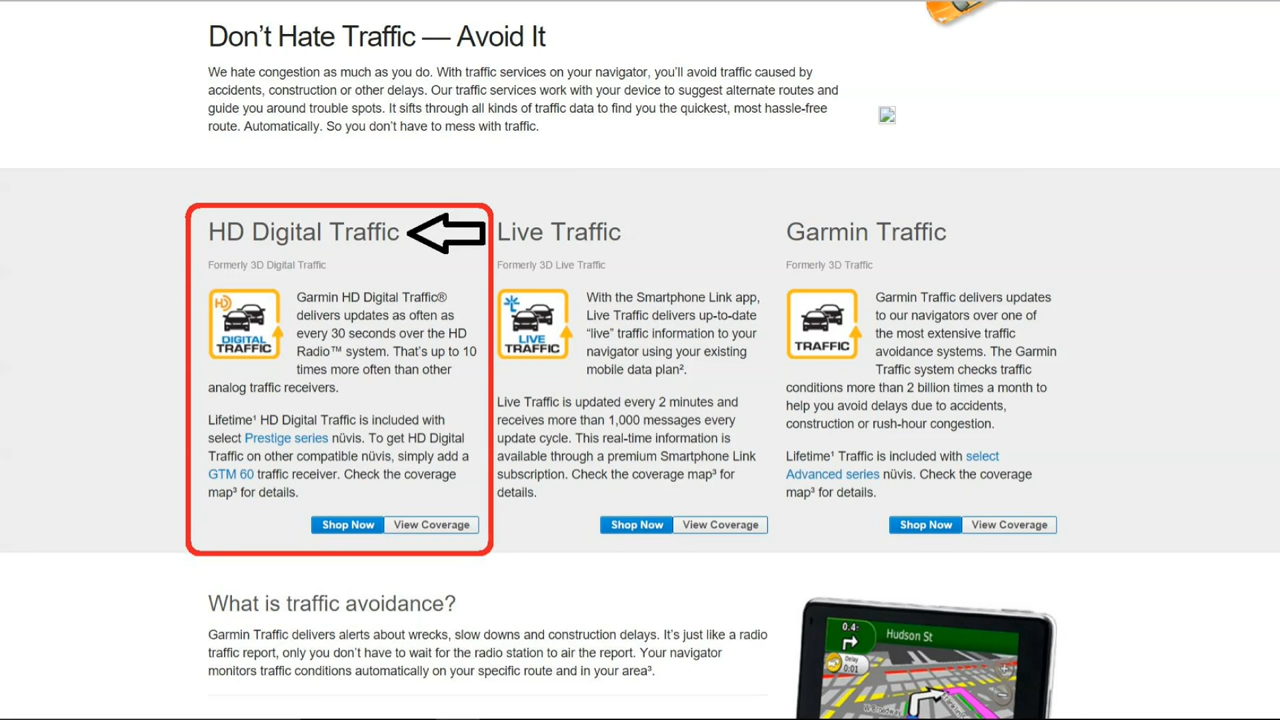 Don't Hate Traffic — Avoid It
We hate congestion as much as you do. With traffic services on your navigator, you'll avoid traffic caused by
accidents, construction or other delays. Our traffic services work with your device to suggest alternate routes and
guide you around trouble spots. It sifts through all kinds of traffic data to find you the quickest, most hassle-free
route. Automatically. So you don't have to mess with traffic.
HD Digital Traffic
Formerly 3D Digital Traffic
HD
DIGITAL
TRAFFIC
Garmin HD Digital Traffic®
delivers updates as often as
every 30 seconds over the HD
Radio™ system. That's up to 10
times more often than other
analog traffic receivers.
Lifetime¹ HD Digital Traffic is included with
select Prestige series nüvis. To get HD Digital
Traffic on other compatible nüvis, simply add a
GTM 60 traffic receiver. Check the coverage
map³ for details.
Shop Now
View Coverage
Live Traffic
Formerly 3D Live Traffic
LIVE
TRAFFIC
With the Smartphone Link app,
Live Traffic delivers up-to-date
“live” traffic information to your
navigator using your existing
mobile data plan².
Live Traffic is updated every 2 minutes and
receives more than 1,000 messages every
update cycle. This real-time information is
available through a premium Smartphone Link
subscription. Check the coverage map³ for
details.
Shop Now
View Coverage
Garmin Traffic
Formerly 3D Traffic
TRAFFIC
Garmin Traffic delivers updates
to our navigators over one of
the most extensive traffic
avoidance systems. The Garmin
Traffic system checks traffic
conditions more than 2 billion times a month to
help you avoid delays due to accidents,
construction or rush-hour congestion.
Lifetime¹ Traffic is included with select
Advanced series nüvis. Check the coverage
map³ for details.
Shop Now
View Coverage
What is traffic avoidance?
Garmin Traffic delivers alerts about wrecks, slow downs and construction delays. It's just like a radio
traffic report, only you don't have to wait for the radio station to air the report. Your navigator
monitors traffic conditions automatically on your specific route and in your area³.
0.4
Hudson St
Delay
0:01